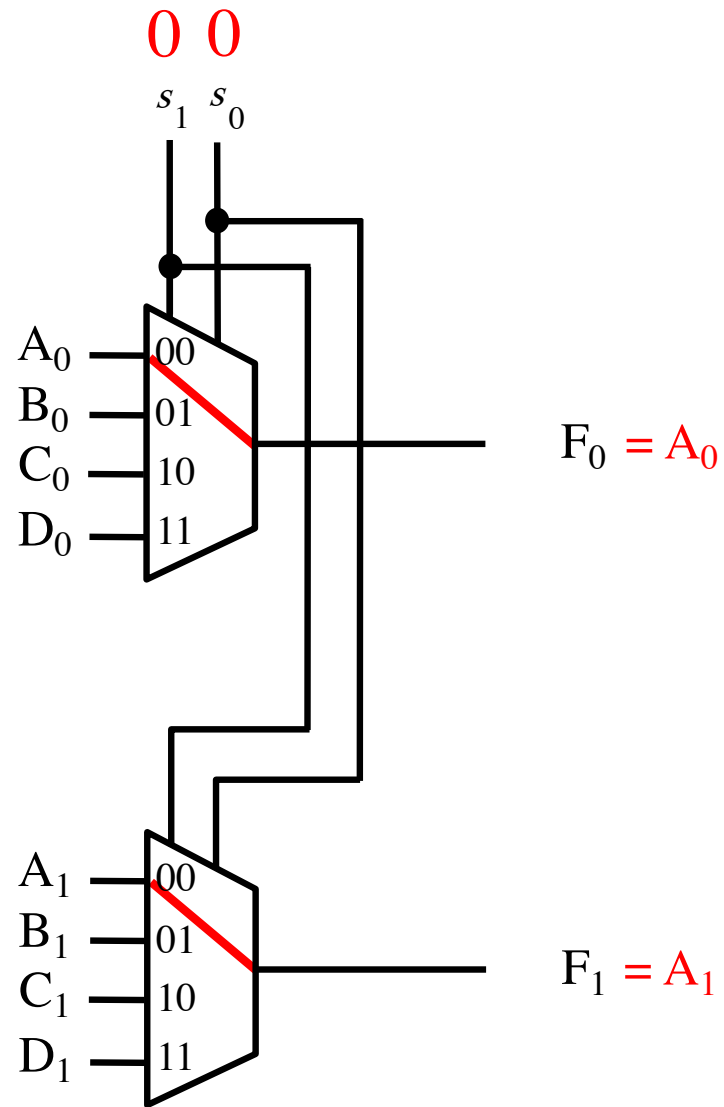 0 0
s₁ s₀
A₀ 00
B₀ 01
C₀ 10
D₀ 11
F₀ = A₀
A₁ 00
B₁ 01
C₁ 10
D₁ 11
F₁ = A₁